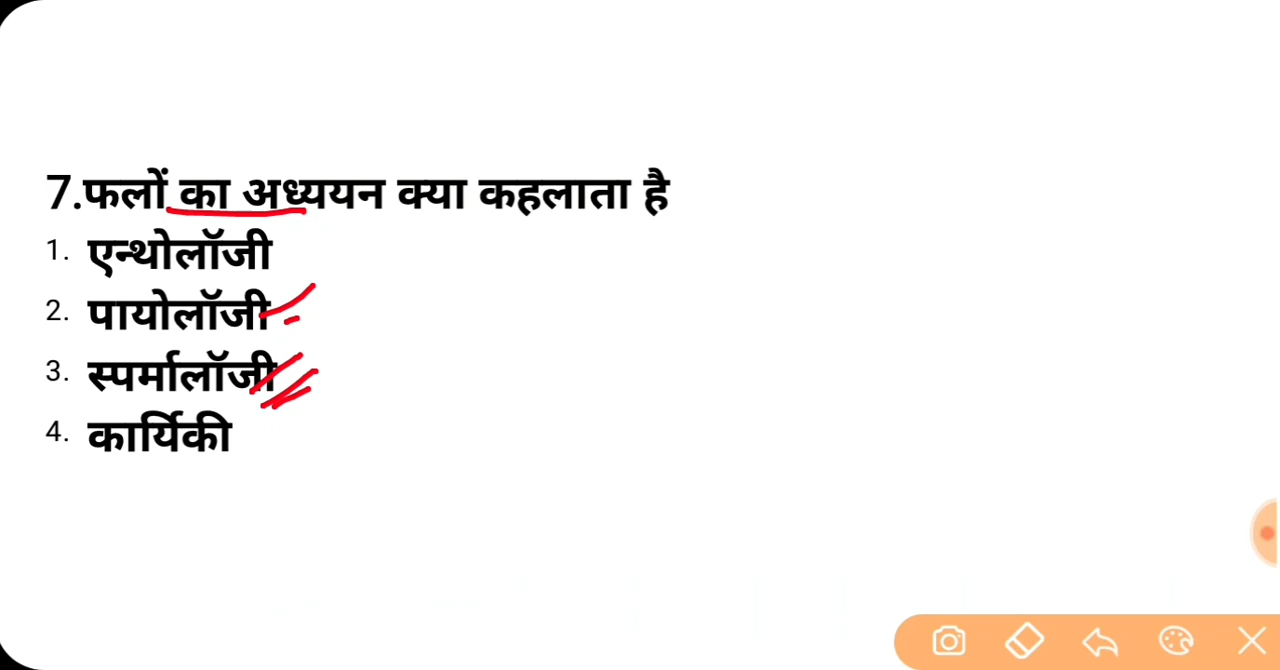 7.फलों का अध्ययन क्या कहलाता है
1. एन्थोलॉजी
2. पायोलॉजी
3. स्पर्मालॉजी
4. कार्यिकी